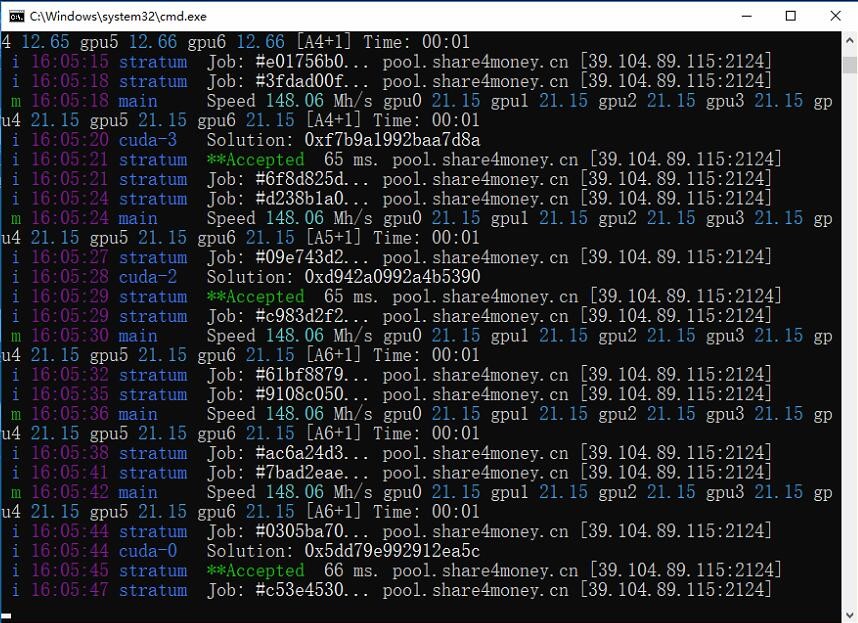 C:\Windows\system32\cmd.exe
4 12.65 gpu5 12.66 gpu6 12.66 [A4+1] Time: 00:01
i 16:05:15 stratum Job: #e01756b0... pool.share4money.cn [39.104.89.115:2124]
i 16:05:18 stratum Job: #3fdad00f... pool.share4money.cn [39.104.89.115:2124]
m 16:05:18 main Speed 148.06 Mh/s gpu0 21.15 gpu1 21.15 gpu2 21.15 gpu3 21.15 gp
u4 21.15 gpu5 21.15 gpu6 21.15 [A4+1] Time: 00:01
i 16:05:20 cuda-3 Solution: 0xf7b9a1992baa7d8a
i 16:05:21 stratum **Accepted 65 ms. pool.share4money.cn [39.104.89.115:2124]
i 16:05:21 stratum Job: #6f8d825d... pool.share4money.cn [39.104.89.115:2124]
i 16:05:24 stratum Job: #d238b1a0... pool.share4money.cn [39.104.89.115:2124]
m 16:05:24 main Speed 148.06 Mh/s gpu0 21.15 gpu1 21.15 gpu2 21.15 gpu3 21.15 gp
u4 21.15 gpu5 21.15 gpu6 21.15 [A5+1] Time: 00:01
i 16:05:27 stratum Job: #09e743d2... pool.share4money.cn [39.104.89.115:2124]
i 16:05:28 cuda-2 Solution: 0xd942a0992a4b5390
i 16:05:29 stratum **Accepted 65 ms. pool.share4money.cn [39.104.89.115:2124]
i 16:05:29 stratum Job: #c983d2f2... pool.share4money.cn [39.104.89.115:2124]
m 16:05:30 main Speed 148.06 Mh/s gpu0 21.15 gpu1 21.15 gpu2 21.15 gpu3 21.15 gp
u4 21.15 gpu5 21.15 gpu6 21.15 [A6+1] Time: 00:01
i 16:05:32 stratum Job: #61bf8879... pool.share4money.cn [39.104.89.115:2124]
i 16:05:35 stratum Job: #9108c050... pool.share4money.cn [39.104.89.115:2124]
m 16:05:36 main Speed 148.06 Mh/s gpu0 21.15 gpu1 21.15 gpu2 21.15 gpu3 21.15 gp
u4 21.15 gpu5 21.15 gpu6 21.15 [A6+1] Time: 00:01
i 16:05:38 stratum Job: #ac6a24d3... pool.share4money.cn [39.104.89.115:2124]
i 16:05:41 stratum Job: #7bad2eae... pool.share4money.cn [39.104.89.115:2124]
m 16:05:42 main Speed 148.06 Mh/s gpu0 21.15 gpu1 21.15 gpu2 21.15 gpu3 21.15 gp
u4 21.15 gpu5 21.15 gpu6 21.15 [A6+1] Time: 00:01
i 16:05:44 stratum Job: #0305ba70... pool.share4money.cn [39.104.89.115:2124]
i 16:05:44 cuda-0 Solution: 0x5dd79e992912ea5c
i 16:05:45 stratum **Accepted 66 ms. pool.share4money.cn [39.104.89.115:2124]
i 16:05:47 stratum Job: #c53e4530... pool.share4money.cn [39.104.89.115:2124]